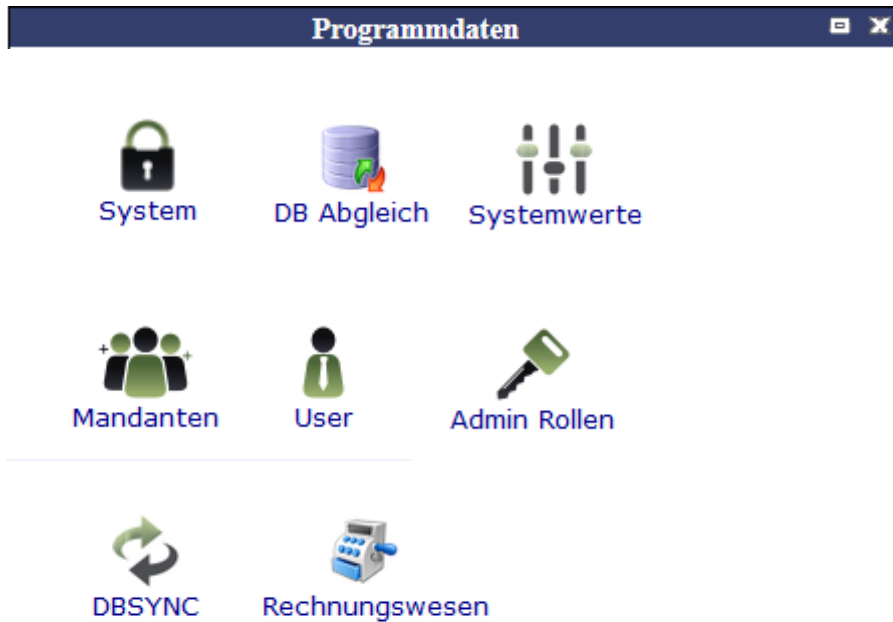 Programmdaten
System
DB Abgleich
Systemwerte
Mandanten
User
Admin Rollen
DBSYNC
Rechnungswesen